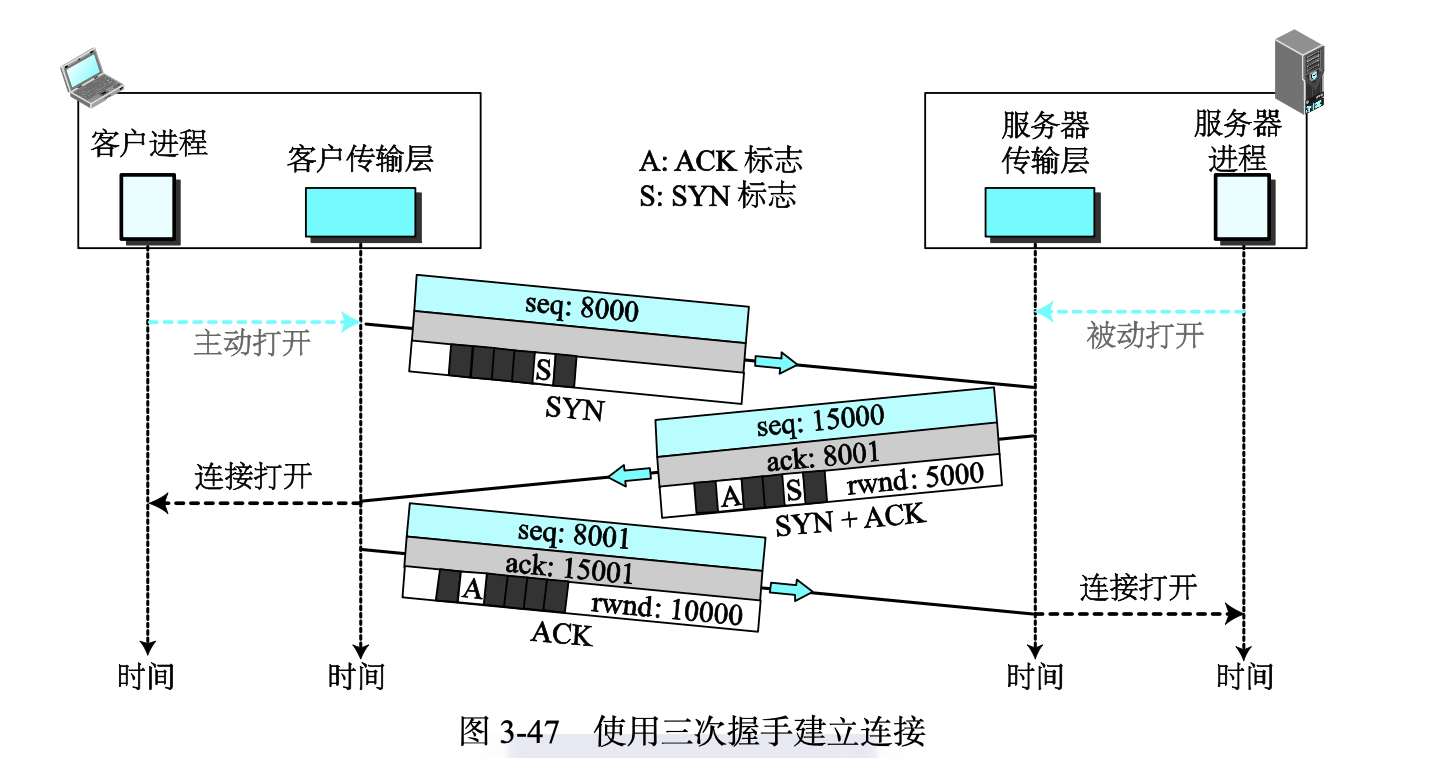 客户进程
客户传输层
A: ACK 标志
S: SYN 标志
服务器
传输层
服务器
进程
主动打开
seq: 8000
S
SYN
被动打开
seq: 15000
ack: 8001
A S rwnd: 5000
SYN + ACK
连接打开
seq: 8001
ack: 15001
A rwnd: 10000
ACK
连接打开
时间
时间
时间
时间
图 3-47 使用三次握手建立连接